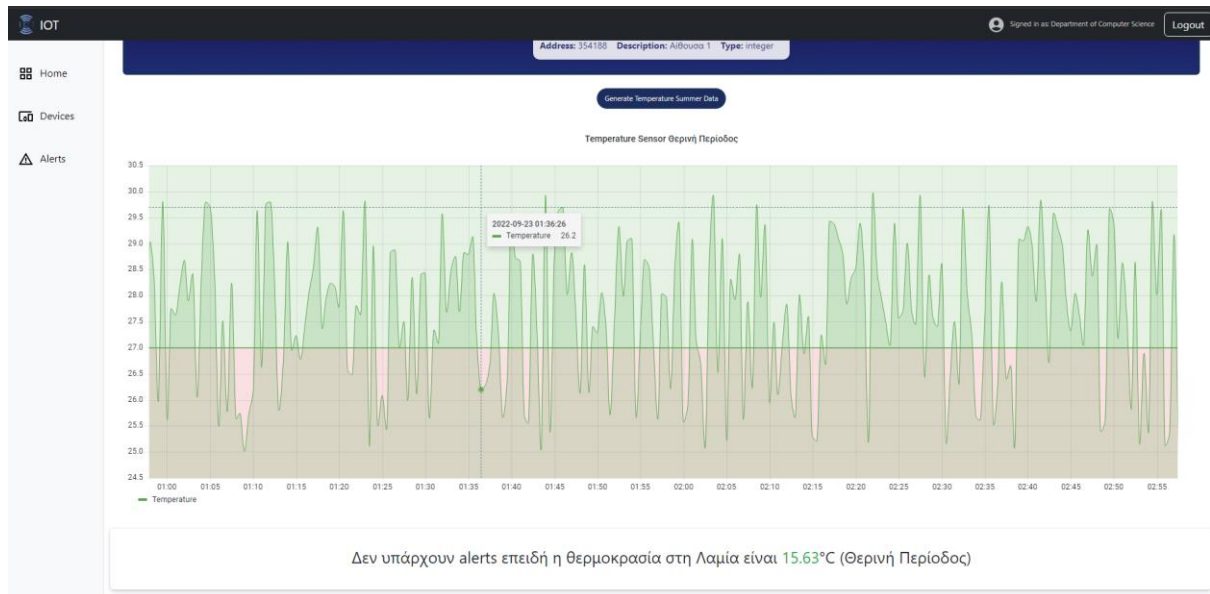 IOT
Signed in as: Department of Computer Science
Logout
Address: 354188 Description: Αίθουσα 1 Type: integer
Home
Devices
Alerts
Generate Temperature Summer Data
Temperature Sensor Θερινή Περίοδος
30.5
30.0
29.5
29.0
28.5
28.0
27.5
27.0
26.5
26.0
25.5
25.0
24.5
2022-09-23 01:36:26
Temperature 26.2
01:00 01:05 01:10 01:15 01:20 01:25 01:30 01:35 01:40 01:45 01:50 01:55 02:00 02:05 02:10 02:15 02:20 02:25 02:30 02:35 02:40 02:45 02:50 02:55
Temperature
Δεν υπάρχουν alerts επειδή η θερμοκρασία στη Λαμία είναι 15.63°C (Θερινή Περίοδος)